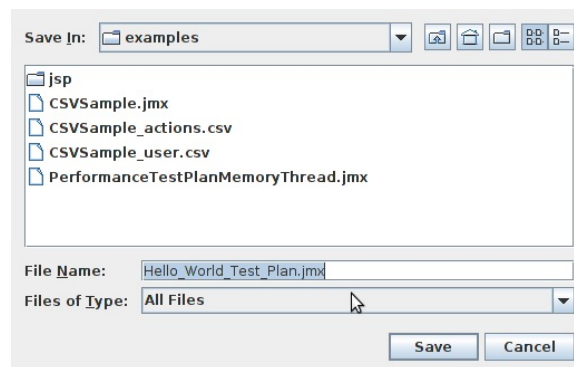 Save In: examples
jsp
CSVSample.jmx
CSVSample_actions.csv
CSVSample_user.csv
PerformanceTestPlanMemoryThread.jmx
File Name: Hello_World_Test_Plan.jmx
Files of Type: All Files
Save Cancel